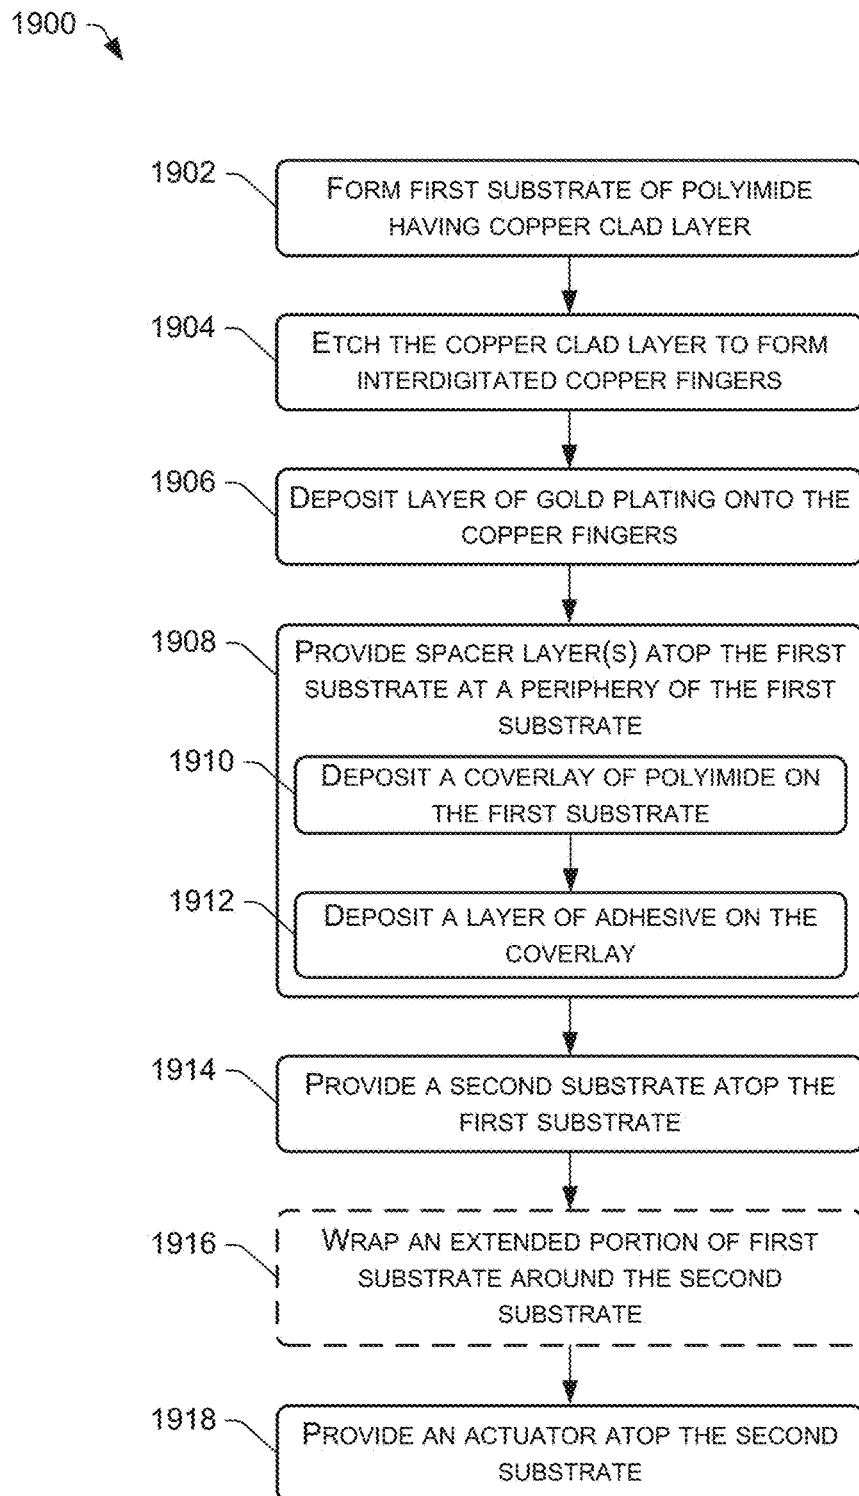 1900
1902
FORM FIRST SUBSTRATE OF POLYIMIDE
HAVING COPPER CLAD LAYER
1904
ETCH THE COPPER CLAD LAYER TO FORM
INTERDIGITATED COPPER FINGERS
1906
DEPOSIT LAYER OF GOLD PLATING ONTO THE
COPPER FINGERS
1908
PROVIDE SPACER LAYER(S) ATOP THE FIRST
SUBSTRATE AT A PERIPHERY OF THE FIRST
SUBSTRATE
1910
DEPOSIT A COVERLAY OF POLYIMIDE ON
THE FIRST SUBSTRATE
1912
DEPOSIT A LAYER OF ADHESIVE ON THE
COVERLAY
1914
PROVIDE A SECOND SUBSTRATE ATOP THE
FIRST SUBSTRATE
1916
WRAP AN EXTENDED PORTION OF FIRST
SUBSTRATE AROUND THE SECOND
SUBSTRATE
1918
PROVIDE AN ACTUATOR ATOP THE SECOND
SUBSTRATE